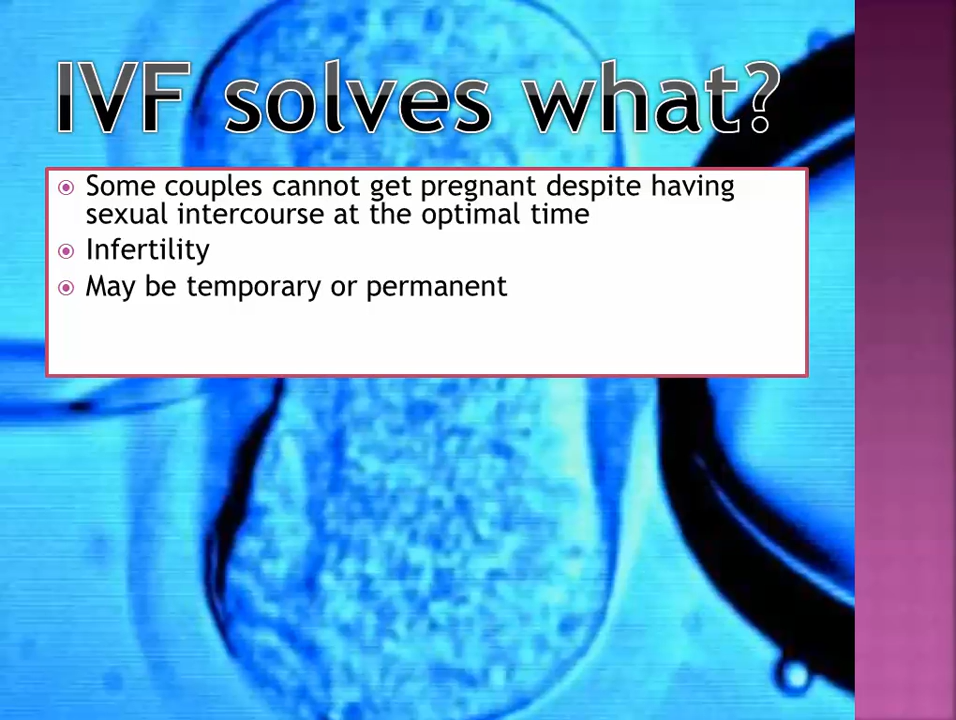 IVF solves what?
Some couples cannot get pregnant despite having
sexual intercourse at the optimal time
Infertility
May be temporary or permanent